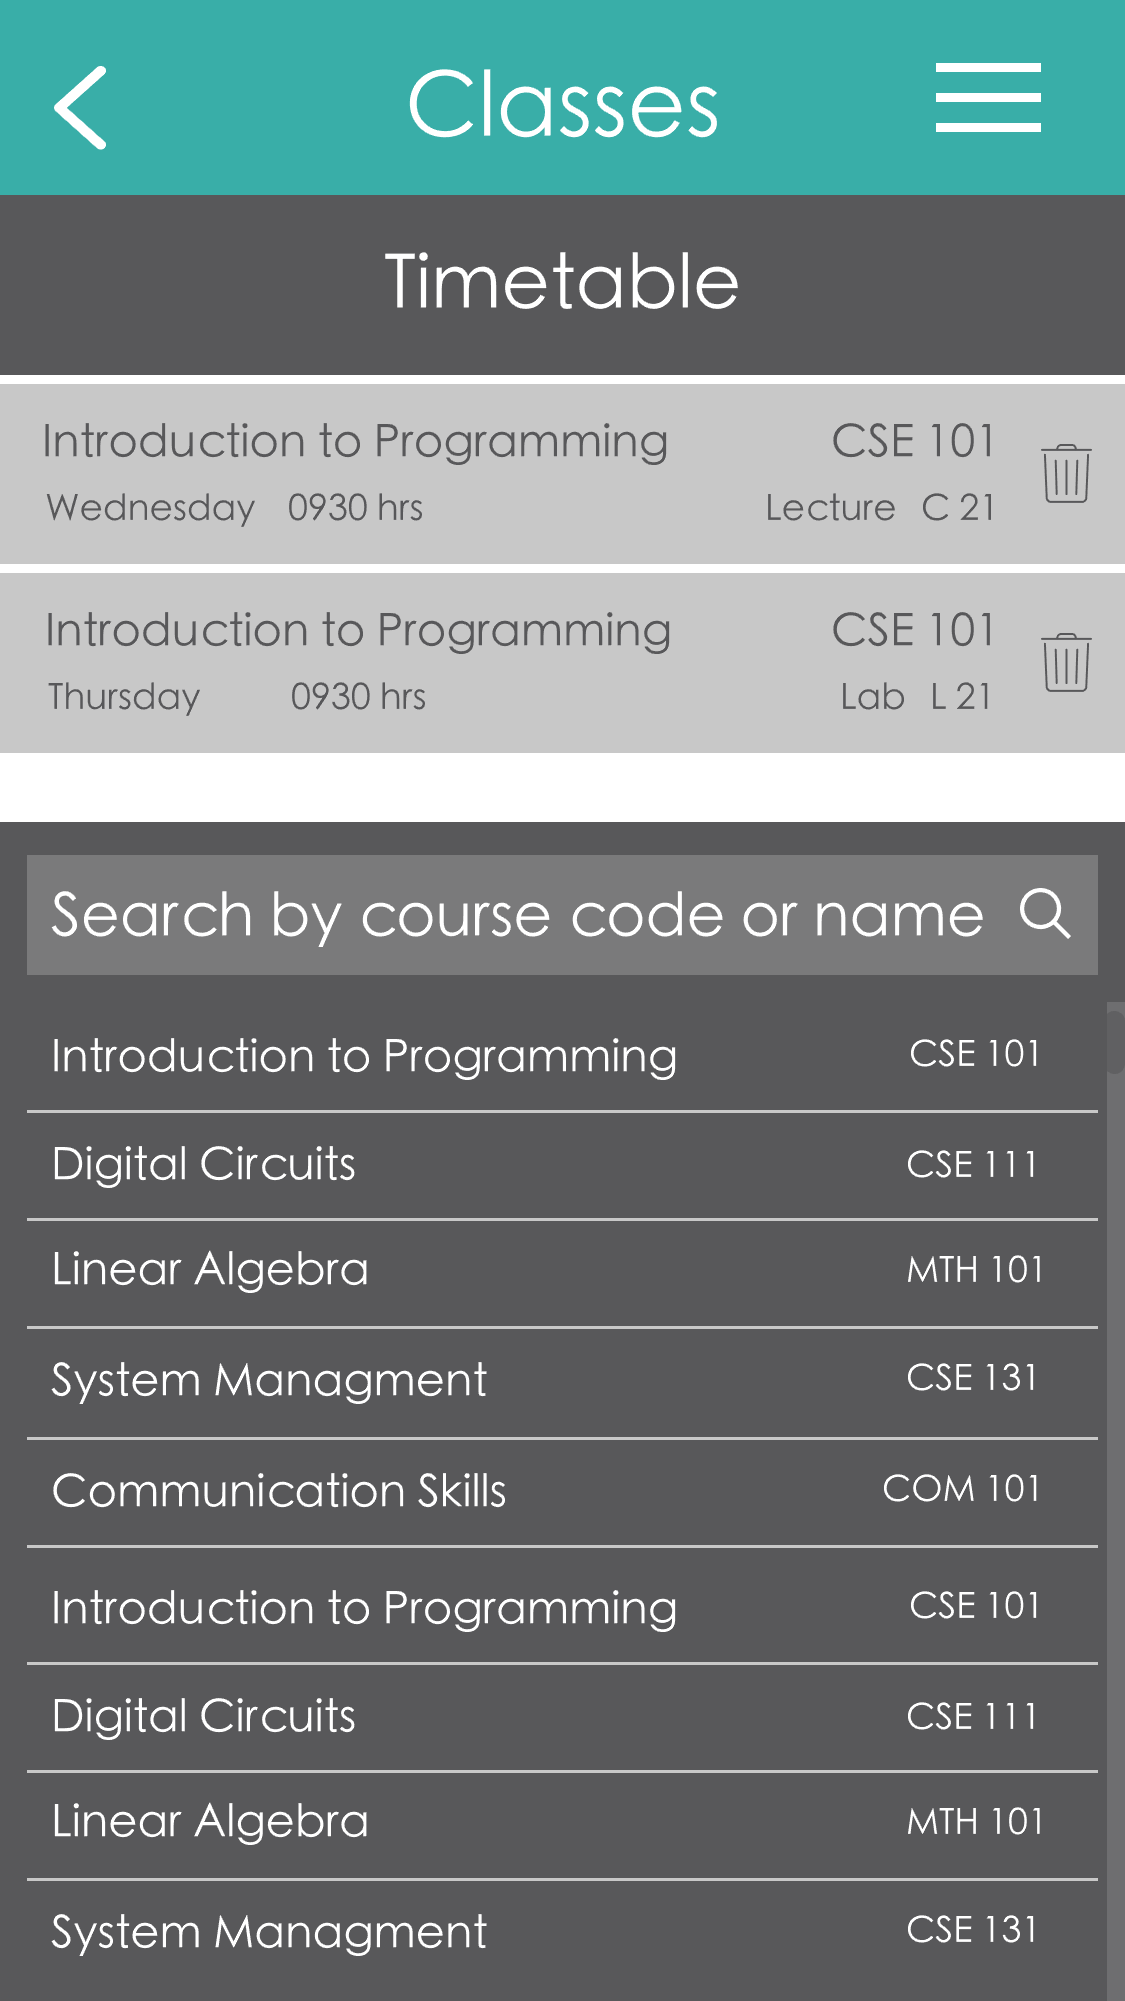 Classes
Timetable
Introduction to Programming CSE 101
Wednesday 0930 hrs Lecture C 21
Introduction to Programming CSE 101
Thursday 0930 hrs Lab L 21
Search by course code or name
Introduction to Programming CSE 101
Digital Circuits CSE 111
Linear Algebra MTH 101
System Managment CSE 131
Communication Skills COM 101
Introduction to Programming CSE 101
Digital Circuits CSE 111
Linear Algebra MTH 101
System Managment CSE 131